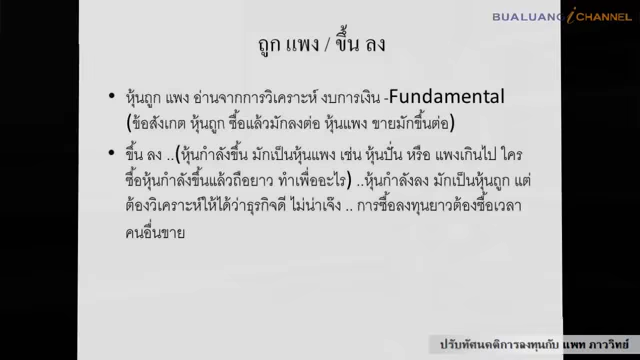 BUALUANG iCHANNEL
ถูก แพง / ขึ้น ลง
• หุ้นถูก แพง อ่านจากการวิเคราะห์ งบการเงิน -Fundamental
(ข้อสังเกต หุ้นถูก ซื้อแล้วมักลงต่อ หุ้นแพง ขายมักขึ้นต่อ)
• ขึ้น ลง ..(หุ้นกำลังขึ้น มักเป็นหุ้นแพง เช่น หุ้นปั่น หรือ แพงเกินไป ใคร
ซื้อหุ้นกำลังขึ้นแล้วถือยาว ทำเพื่ออะไร) ..หุ้นกำลังลง มักเป็นหุ้นถูก แต่
ต้องวิเคราะห์ให้ได้ว่าธุรกิจดี ไม่น่าเจ๊ง .. การซื้อลงทุนยาวต้องซื้อเวลา
คนอื่นขาย
ปรับทัศนคติการลงทุนกับ แพท ภาววิทย์